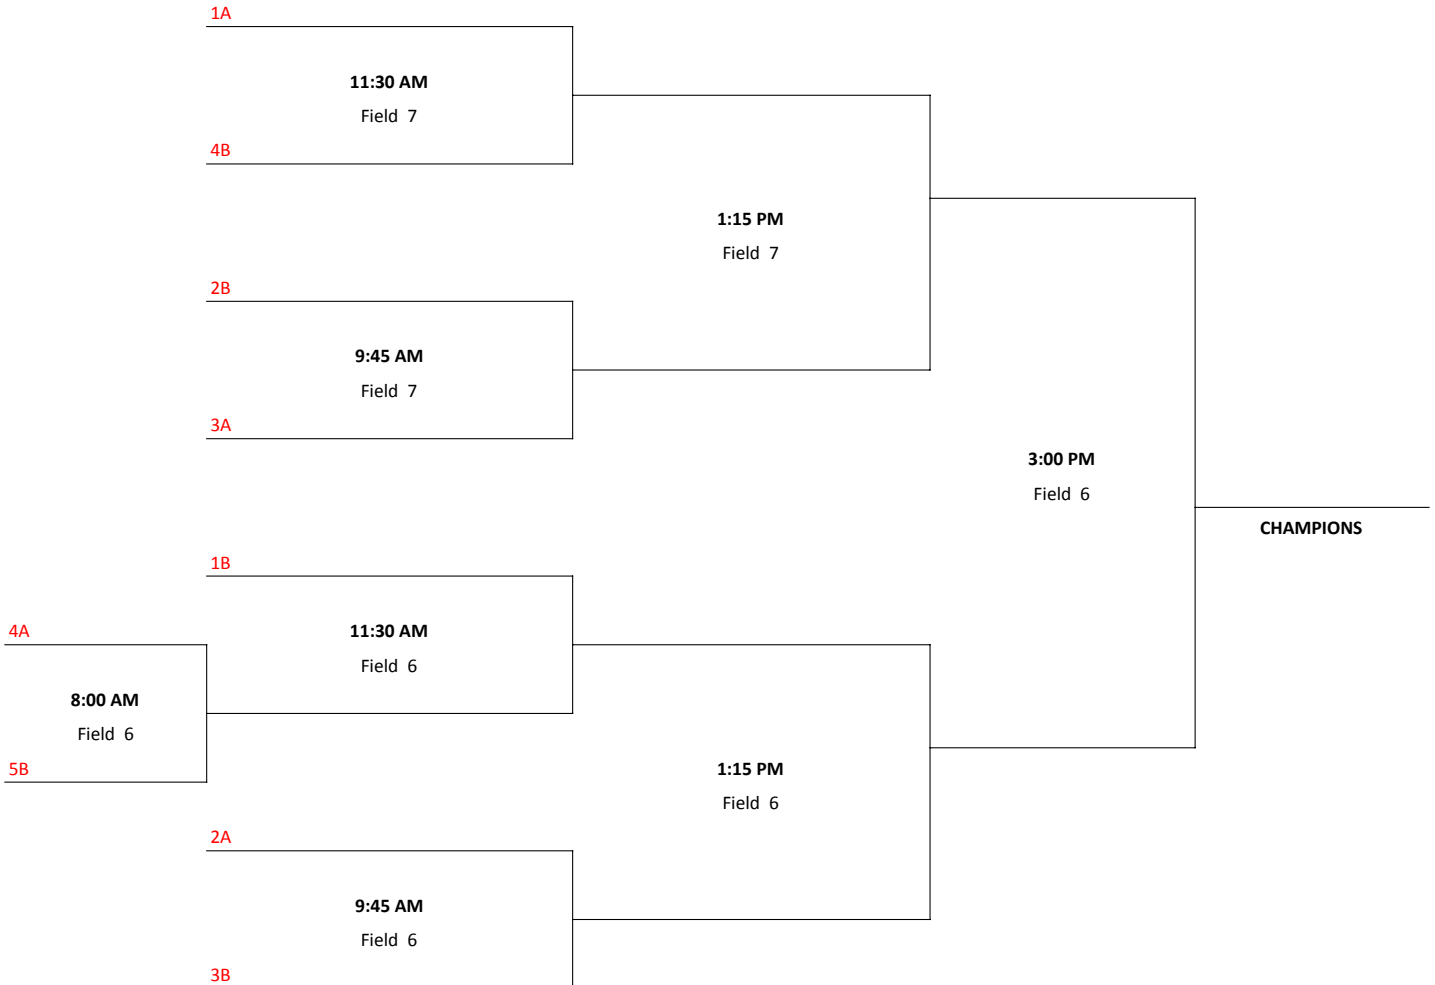 1A
11:30 AM
Field 7
4B
1:15 PM
Field 7
2B
9:45 AM
Field 7
3A
3:00 PM
Field 6
CHAMPIONS
1B
4A
11:30 AM
Field 6
8:00 AM
Field 6
5B
1:15 PM
Field 6
2A
9:45 AM
Field 6
3B